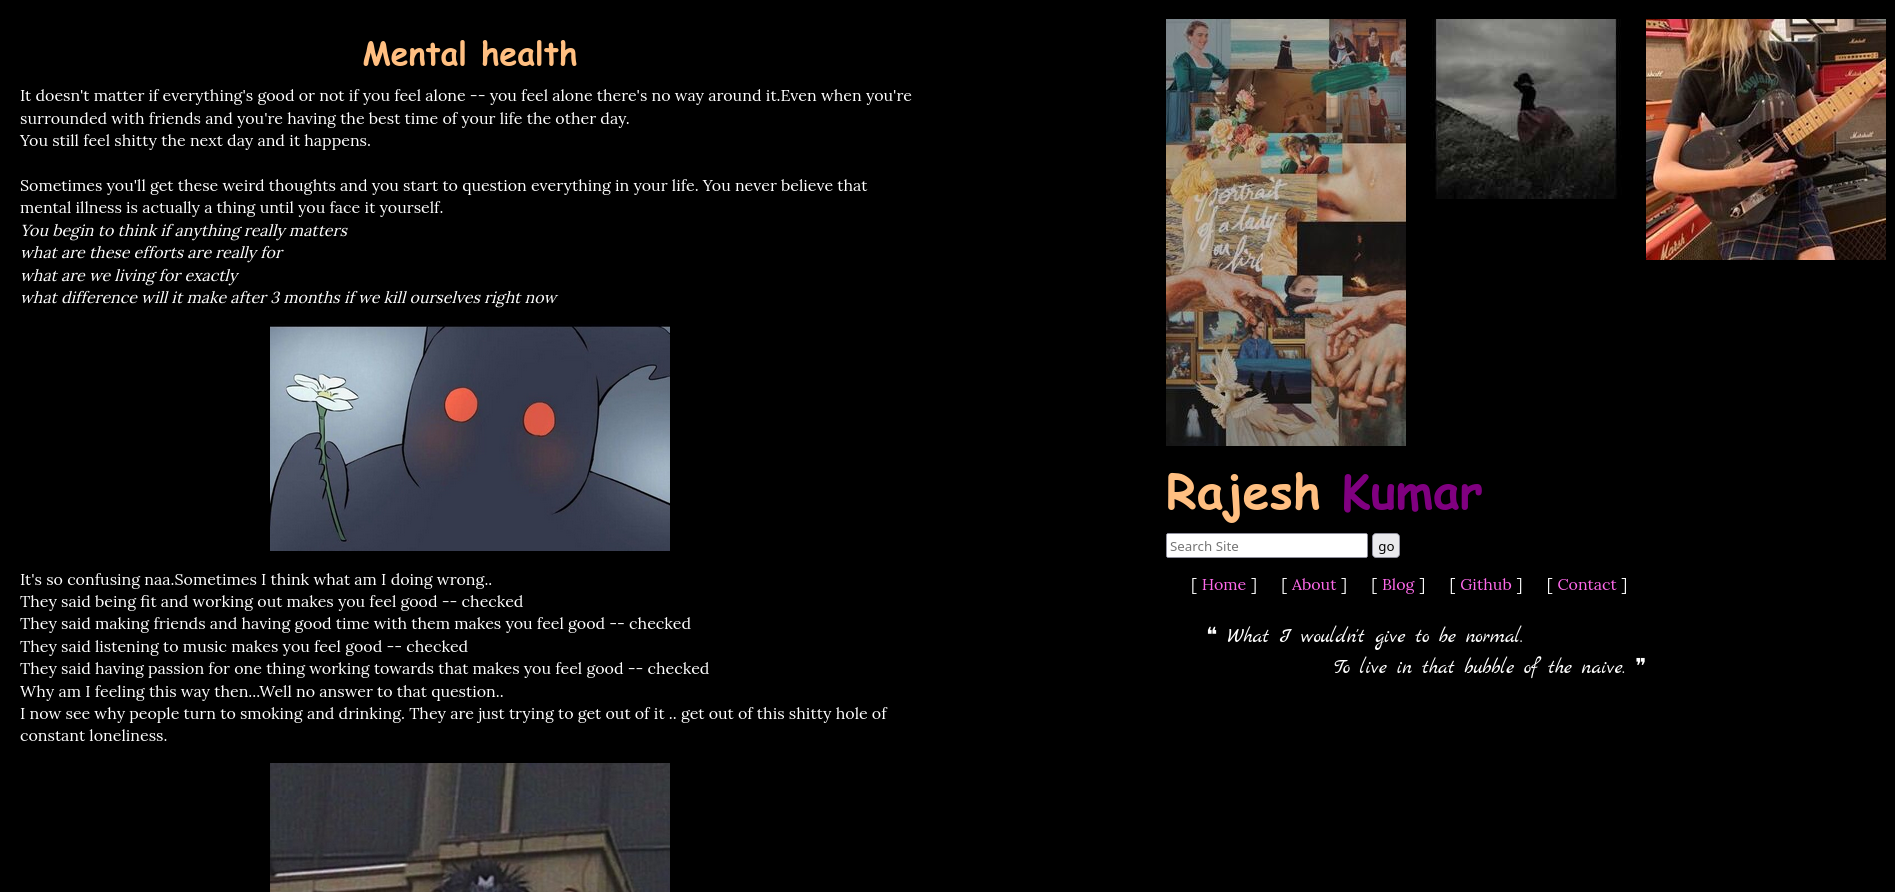 Mental health
It doesn't matter if everything's good or not if you feel alone -- you feel alone there's no way around it.Even when you're
surrounded with friends and you're having the best time of your life the other day.
You still feel shitty the next day and it happens.
Sometimes you'll get these weird thoughts and you start to question everything in your life. You never believe that
mental illness is actually a thing until you face it yourself.
You begin to think if anything really matters
what are these efforts are really for
what are we living for exactly
what difference will it make after 3 months if we kill ourselves right now
It's so confusing naa.Sometimes I think what am I doing wrong..
They said being fit and working out makes you feel good -- checked
They said making friends and having good time with them makes you feel good -- checked
They said listening to music makes you feel good -- checked
They said having passion for one thing working towards that makes you feel good -- checked
Why am I feeling this way then...Well no answer to that question..
I now see why people turn to smoking and drinking. They are just trying to get out of it .. get out of this shitty hole of
constant loneliness.
portrait
of a lady
on fire
Marshall
Marshall
Marshall
Rajesh Kumar
Search Site go
[ Home ] [ About ] [ Blog ] [ Github ] [ Contact ]
❝ What I wouldn't give to be normal.
To live in that bubble of the naive. ❞